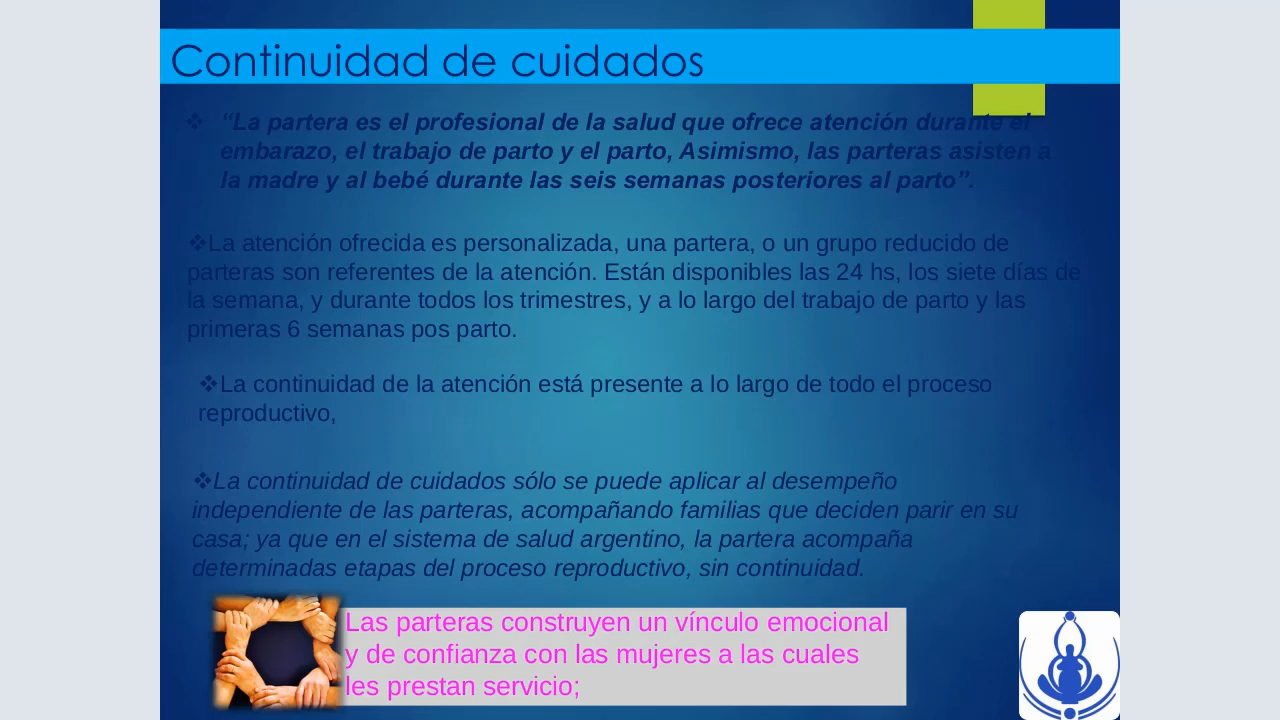 Continuidad de cuidados
❖ “La partera es el profesional de la salud que ofrece atención durante el
embarazo, el trabajo de parto y el parto, Asimismo, las parteras asisten a
la madre y al bebé durante las seis semanas posteriores al parto”.
❖La atención ofrecida es personalizada, una partera, o un grupo reducido de
parteras son referentes de la atención. Están disponibles las 24 hs, los siete días de
la semana, y durante todos los trimestres, y a lo largo del trabajo de parto y las
primeras 6 semanas pos parto.
❖La continuidad de la atención está presente a lo largo de todo el proceso
reproductivo,
❖La continuidad de cuidados sólo se puede aplicar al desempeño
independiente de las parteras, acompañando familias que deciden parir en su
casa; ya que en el sistema de salud argentino, la partera acompaña
determinadas etapas del proceso reproductivo, sin continuidad.
Las parteras construyen un vínculo emocional
y de confianza con las mujeres a las cuales
les prestan servicio;